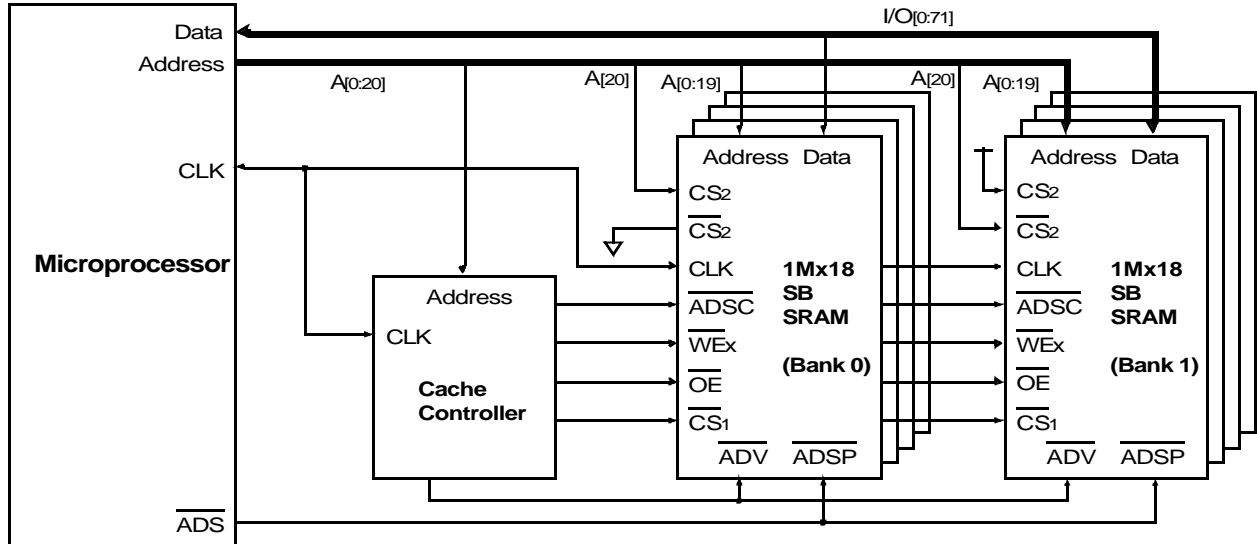 I/O[0:71]
Data
Address
A[0:20]
A[20]
A[0:19]
A[20]
A[0:19]
CLK
Microprocessor
ADS
Address
CLK
Cache
Controller
Address Data
CS2
CS2
CLK
ADSC
WEx
OE
CS1
ADV ADSP
1Mx18
SB
SRAM
(Bank 0)
Address Data
CS2
CS2
CLK
ADSC
WEx
OE
CS1
ADV ADSP
1Mx18
SB
SRAM
(Bank 1)